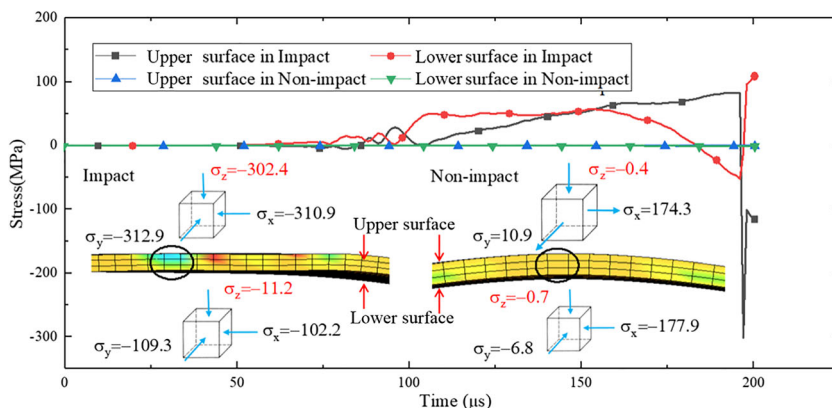 200
100
0
-100
-200
-300
Stress(MPa)
Upper surface in Impact
Lower surface in Impact
Upper surface in Non-impact
Lower surface in Non-impact
Impact
σz=−302.4
σx=−310.9
σy=−312.9
σz=−11.2
σx=−102.2
σy=−109.3
Upper surface
Lower surface
Non-impact
σz=−0.4
σx=174.3
σy=10.9
σz=−0.7
σx=−177.9
σy=−6.8
0
50
100
150
200
Time (μs)